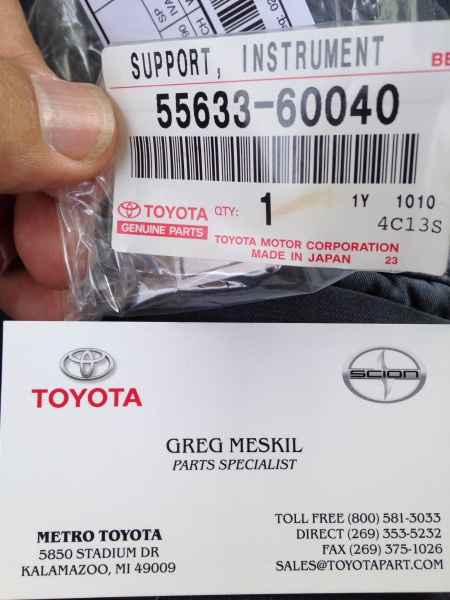 SUPPORT, INSTRUMENT
BE
55633-60040
TOYOTA
GENUINE PARTS
QTY: 1
1Y 1010
4C13S
TOYOTA MOTOR CORPORATION
MADE IN JAPAN 23
TOYOTA
SCION
GREG MESKIL
PARTS SPECIALIST
METRO TOYOTA
5850 STADIUM DR
KALAMAZOO, MI 49009
TOLL FREE (800) 581-3033
DIRECT (269) 353-5232
FAX (269) 375-1026
SALES@TOYOTAPART.COM